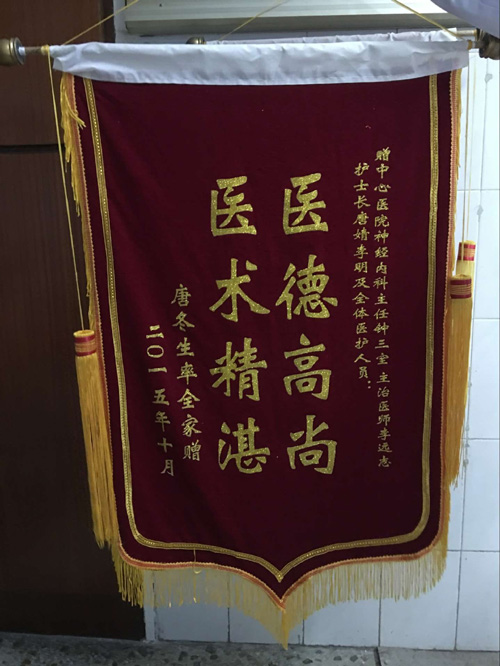 赠中心医院神经内科主任钟三宝 主治医师李远志
护士长唐婧李明及全体医护人员:
医德高尚
医术精湛
唐冬生率全家赠
二〇一五年十月